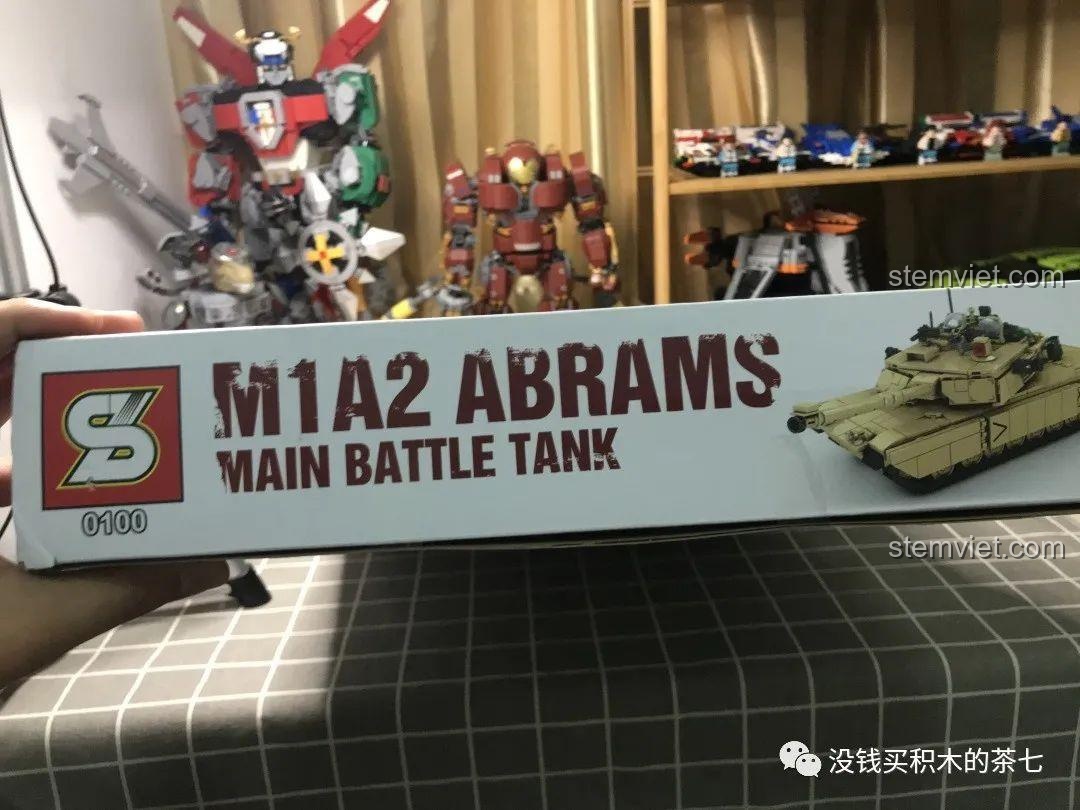 stemviet.com
M1A2 ABRAMS
MAIN BATTLE TANK
S
0100
stemviet.com
没钱买积木的茶七